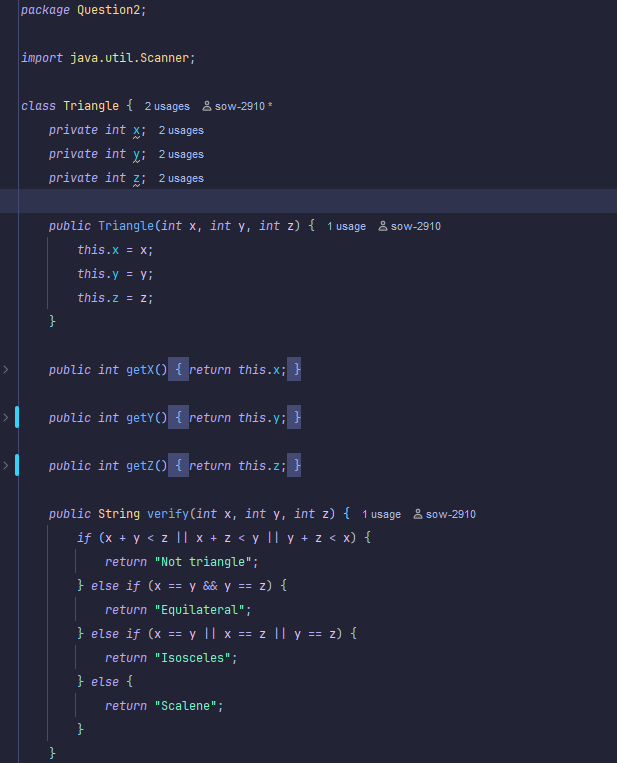 package Question2;
import java.util.Scanner;
class Triangle { 2 usages sow-2910 *
private int x; 2 usages
private int y; 2 usages
private int z; 2 usages
public Triangle(int x, int y, int z) { 1 usage sow-2910
this.x = x;
this.y = y;
this.z = z;
}
public int getX() { return this.x; }
public int getY() { return this.y; }
public int getZ() { return this.z; }
public String verify(int x, int y, int z) { 1 usage sow-2910
if (x + y < z || x + z < y || y + z < x) {
return "Not triangle";
} else if (x == y && y == z) {
return "Equilateral";
} else if (x == y || x == z || y == z) {
return "Isosceles";
} else {
return "Scalene";
}
}